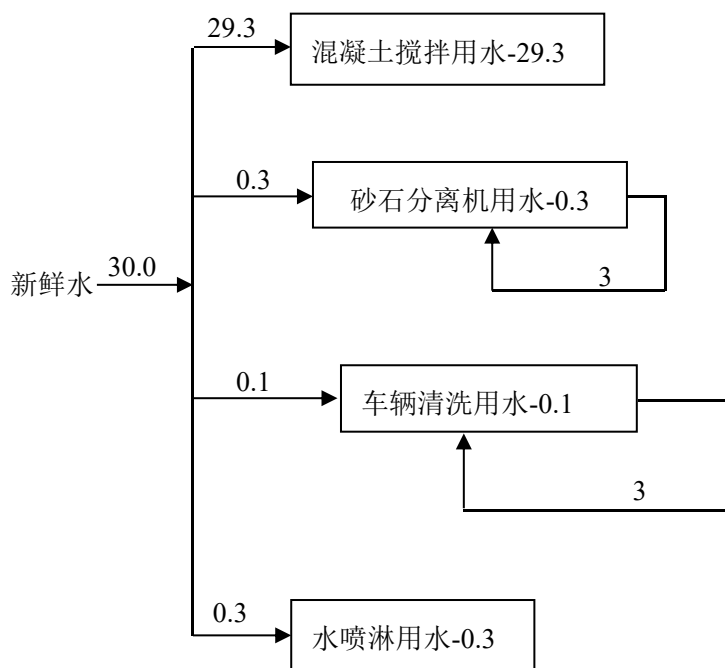 29.3
混凝土搅拌用水-29.3
0.3
砂石分离机用水-0.3
3
新鲜水
30.0
0.1
车辆清洗用水-0.1
3
0.3
水喷淋用水-0.3